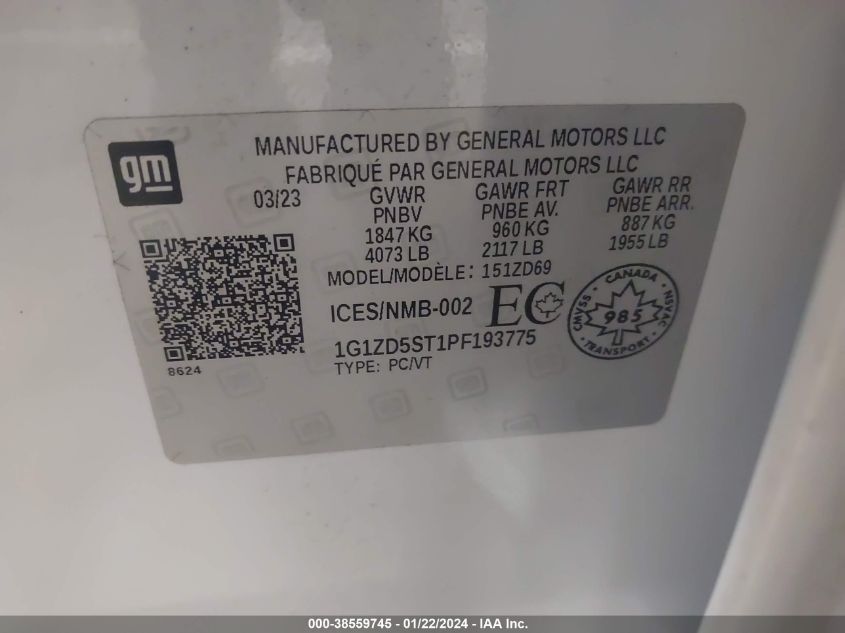 gm
MANUFACTURED BY GENERAL MOTORS LLC
FABRIQUÉ PAR GENERAL MOTORS LLC
03/23 GVWR GAWR FRT GAWR RR
PNBV PNBE AV. PNBE ARR.
1847 KG 960 KG 887 KG
4073 LB 2117 LB 1955 LB
MODEL/MODÈLE: 151ZD69
ICES/NMB-002 EC
CANADA
CMVSS 985 NSVAC
TRANSPORT
1G1ZD5ST1PF193775
TYPE: PC/VT
8624
000-38559745 - 01/22/2024 - IAA Inc.